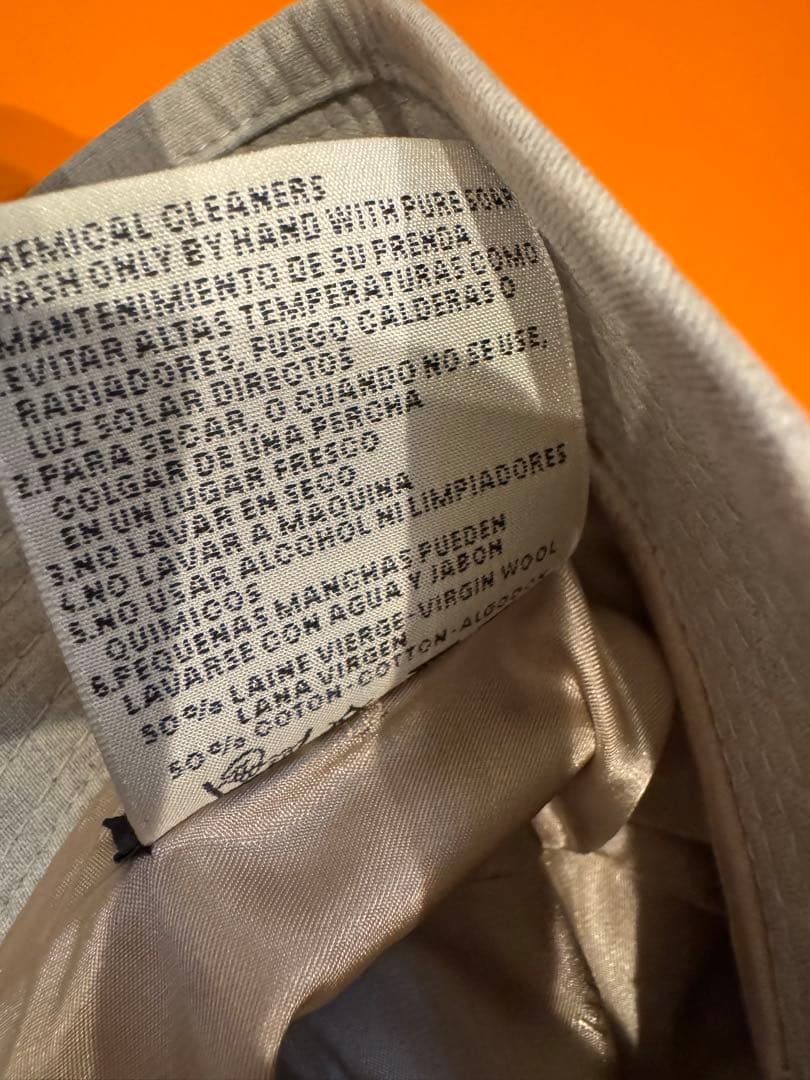 HEMICAL CLEANERS
WASH ONLY BY HAND WITH PURE SOAP
MANTENIMIENTO DE SU PRENDA
.EVITAR ALTAS TEMPERATURAS COMO
RADIADORES, FUEGO CALDERAS O
LUZ SOLAR DIRECTOS
2.PARA SECAR, O CUANDO NO SE USE,
COLGAR DE UNA PERCHA
EN UN LUGAR FRESCO
3.NO LAVAR EN SECO
4.NO LAVAR A MAQUINA
5.NO USAR ALCOHOL NI LIMPIADORES
QUIMICOS
6.PEQUENAS MANCHAS PUEDEN
LAVARSE CON AGUA Y JABON
50% LAINE VIERGE-VIRGIN WOOL
LANA VIRGEN
50% COTON-COTTON-ALGODON